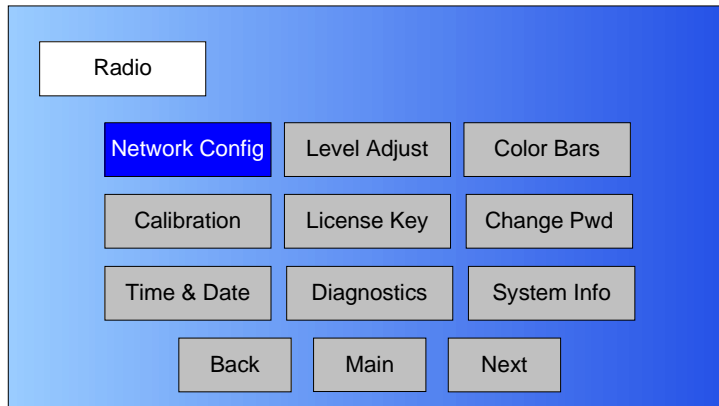 Radio
Network Config Level Adjust Color Bars
Calibration License Key Change Pwd
Time & Date Diagnostics System Info
Back Main Next